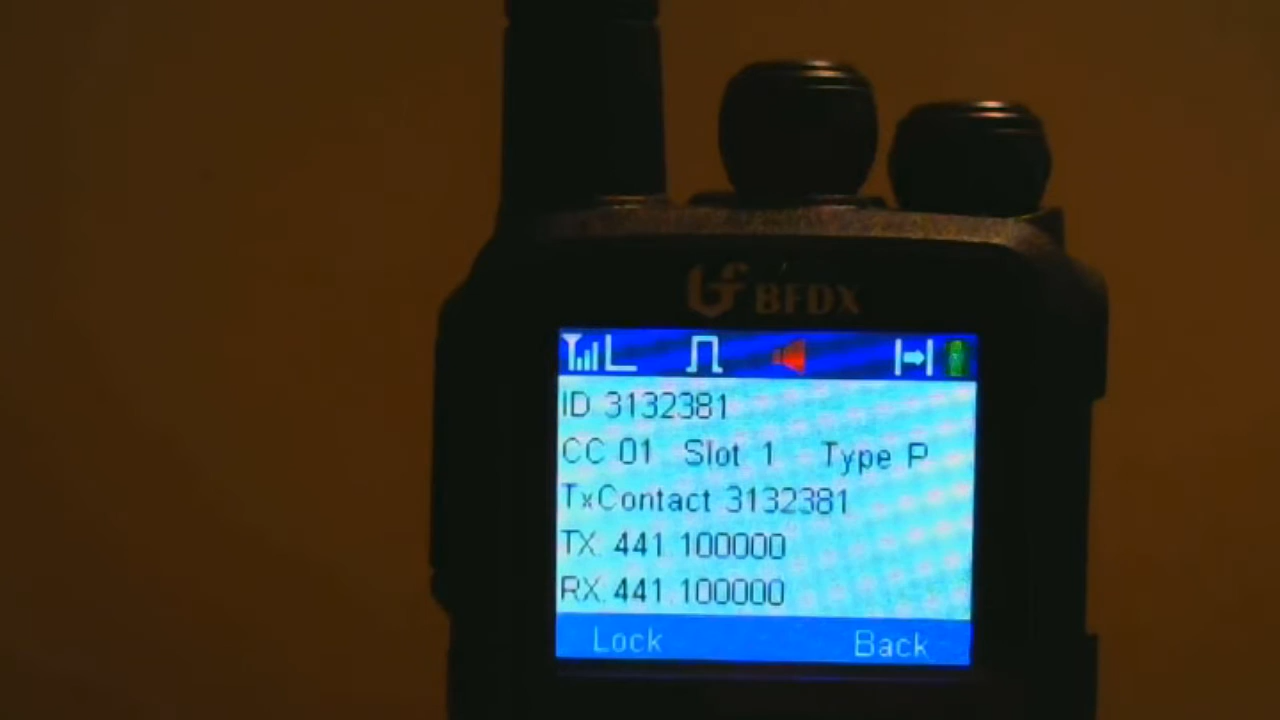 BFDX
ID 3132381
CC 01 Slot 1 Type P
TxContact 3132381
TX: 441.100000
RX: 441.100000
Lock Back